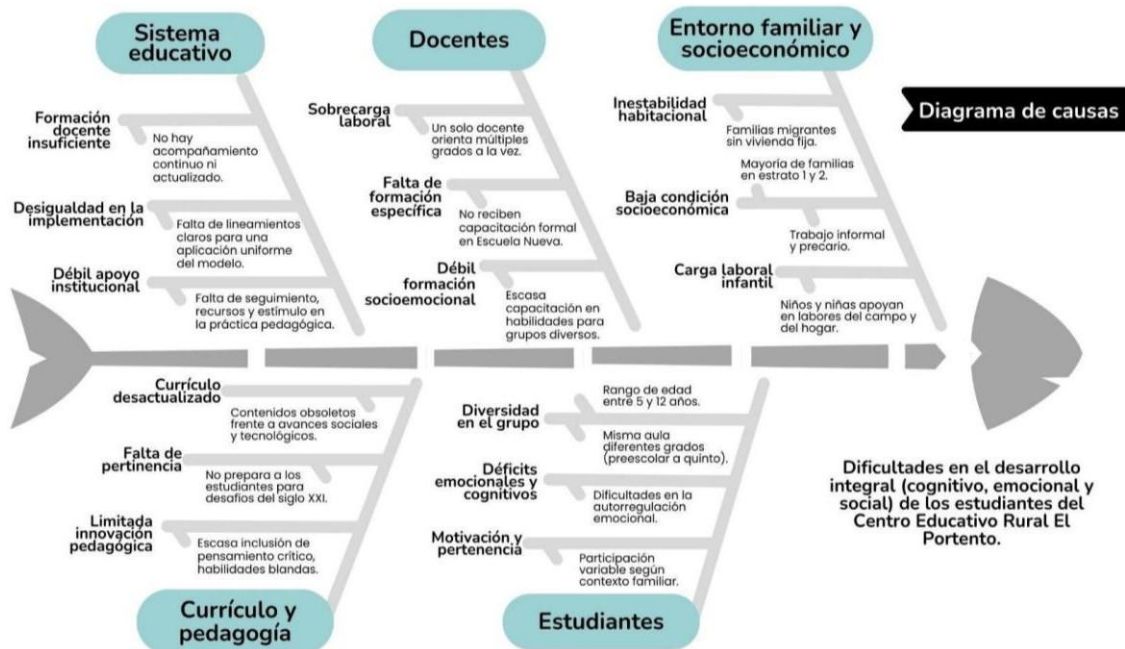 Sistema
educativo
Docentes
Entorno familiar y
socioeconómico
Diagrama de causas
Formación
docente
insuficiente
No hay
acompañamiento
continuo ni
actualizado.
Desigualdad en la
implementación
Falta de lineamientos
claros para una
aplicación uniforme
del modelo.
Débil apoyo
institucional
Falta de seguimiento,
recursos y estímulo en
la práctica pedagógica.
Sobrecarga
laboral
Un solo docente
orienta múltiples
grados a la vez.
Falta de
formación
específica
No reciben
capacitación formal
en Escuela Nueva.
Débil
formación
socioemocional
Escasa
capacitación en
habilidades para
grupos diversos.
Inestabilidad
habitacional
Familias migrantes
sin vivienda fija.
Mayoría de familias
en estrato 1 y 2.
Baja condición
socioeconómica
Trabajo informal
y precario.
Carga laboral
infantil
Niños y niñas apoyan
en labores del campo y
del hogar.
Currículo
desactualizado
Contenidos obsoletos
frente a avances sociales
y tecnológicos.
Falta de
pertinencia
No prepara a los
estudiantes para
desafíos del siglo XXI.
Limitada
innovación
pedagógica
Escasa inclusión de
pensamiento crítico,
habilidades blandas.
Currículo y
pedagogía
Rango de edad
entre 5 y 12 años.
Diversidad
en el grupo
Misma aula
diferentes grados
(preescolar a quinto).
Déficits
emocionales y
cognitivos
Dificultades en la
autorregulación
emocional.
Motivación y
pertenencia
Participación
variable según
contexto familiar.
Estudiantes
Dificultades en el desarrollo
integral (cognitivo, emocional y
social) de los estudiantes del
Centro Educativo Rural El
Portento.